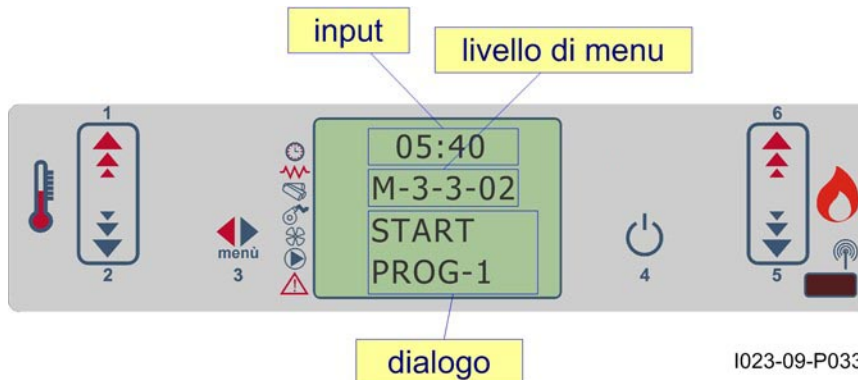 input
livello di menu
1
6
05:40
M-3-3-02
START
PROG-1
menù
2
3
4
5
dialogo
I023-09-P033